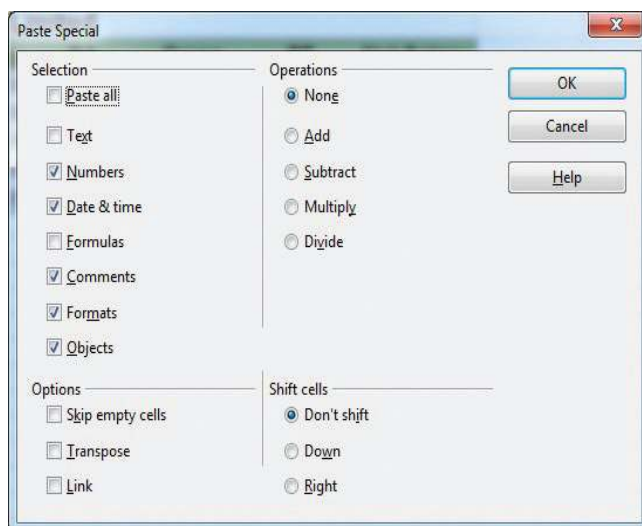 Paste Special
Selection
Paste all
Text
Numbers
Date & time
Formulas
Comments
Formats
Objects
Operations
None
Add
Subtract
Multiply
Divide
OK
Cancel
Help
Options
Skip empty cells
Transpose
Link
Shift cells
Don't shift
Down
Right